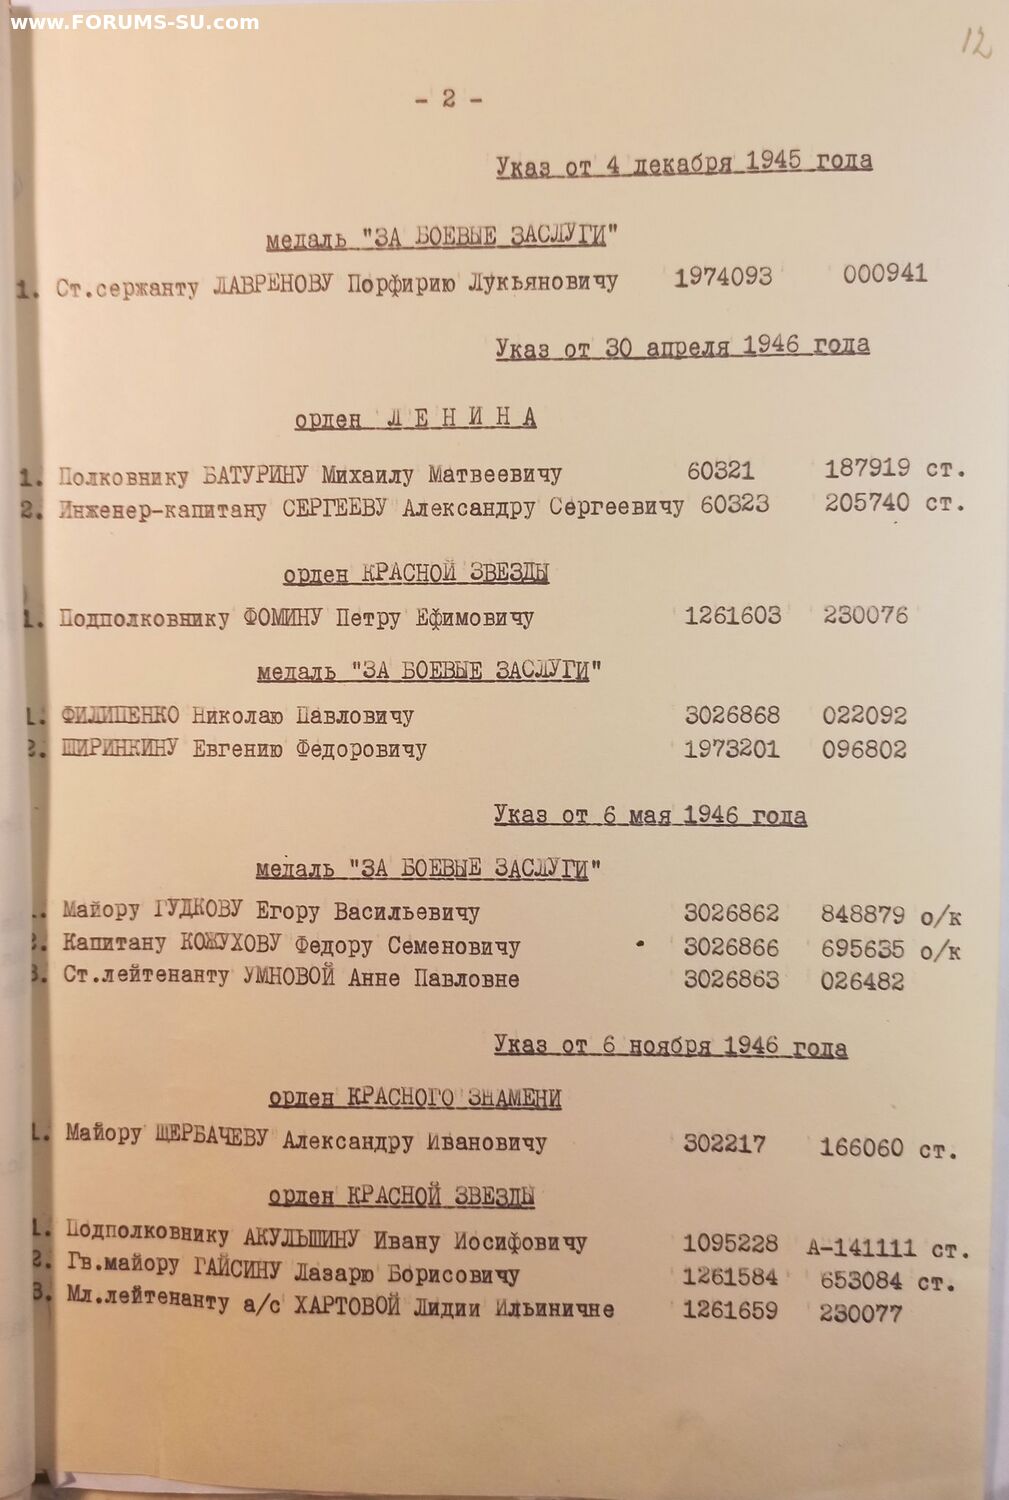 www.FORUMS-SU.com
12
- 2 -
Указ от 4 декабря 1945 года
медаль "ЗА БОЕВЫЕ ЗАСЛУГИ"
1. Ст.сержанту ЛАВРЕНОВУ Порфирию Лукьяновичу 1974093 000941
Указ от 30 апреля 1946 года
орден Л Е Н И Н А
1. Полковнику БАТУРИНУ Михаилу Матвеевичу 60321 187919 ст.
2. Инженер-капитану СЕРГЕЕВУ Александру Сергеевичу 60323 205740 ст.
орден КРАСНОЙ ЗВЕЗДЫ
1. Подполковнику ФОМИНУ Петру Ефимовичу 1261603 230076
медаль "ЗА БОЕВЫЕ ЗАСЛУГИ"
1. ФИЛИПЕНКО Николаю Павловичу 3026868 022092
2. ШИРИНКИНУ Евгению Федоровичу 1973201 096802
Указ от 6 мая 1946 года
медаль "ЗА БОЕВЫЕ ЗАСЛУГИ"
1. Майору ГУДКОВУ Егору Васильевичу 3026862 848879 о/к
2. Капитану КОЖУХОВУ Федору Семеновичу 3026866 695635 о/к
3. Ст.лейтенанту УМНОВОЙ Анне Павловне 3026863 026482
Указ от 6 ноября 1946 года
орден КРАСНОГО ЗНАМЕНИ
1. Майору ЩЕРБАЧЕВУ Александру Ивановичу 302217 166060 ст.
орден КРАСНОЙ ЗВЕЗДЫ
1. Подполковнику АКУЛЬШИНУ Ивану Иосифовичу 1095228 А-141111 ст.
2. Гв.майору ГАЙСИНУ Лазарю Борисовичу 1261584 653084 ст.
3. Мл.лейтенанту а/с ХАРТОВОЙ Лидии Ильиничне 1261659 230077